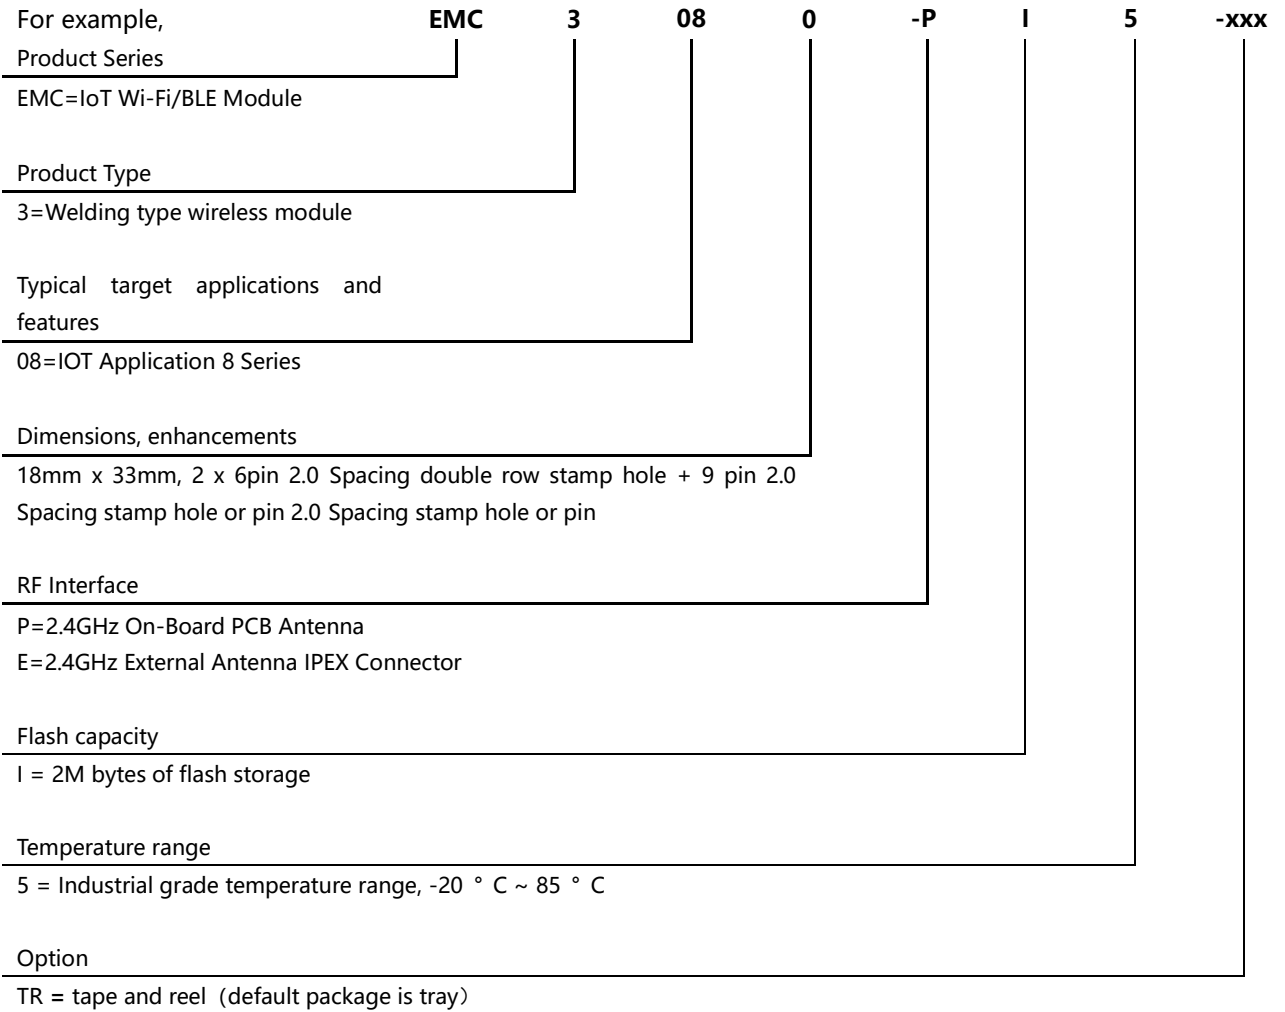 For example, EMC 3 08 0 -P I 5 -xxx
Product Series
EMC=IoT Wi-Fi/BLE Module
Product Type
3=Welding type wireless module
Typical target applications and
features
08=IOT Application 8 Series
Dimensions, enhancements
18mm x 33mm, 2 x 6pin 2.0 Spacing double row stamp hole + 9 pin 2.0
Spacing stamp hole or pin 2.0 Spacing stamp hole or pin
RF Interface
P=2.4GHz On-Board PCB Antenna
E=2.4GHz External Antenna IPEX Connector
Flash capacity
I = 2M bytes of flash storage
Temperature range
5 = Industrial grade temperature range, -20 ° C ~ 85 ° C
Option
TR = tape and reel（default package is tray）